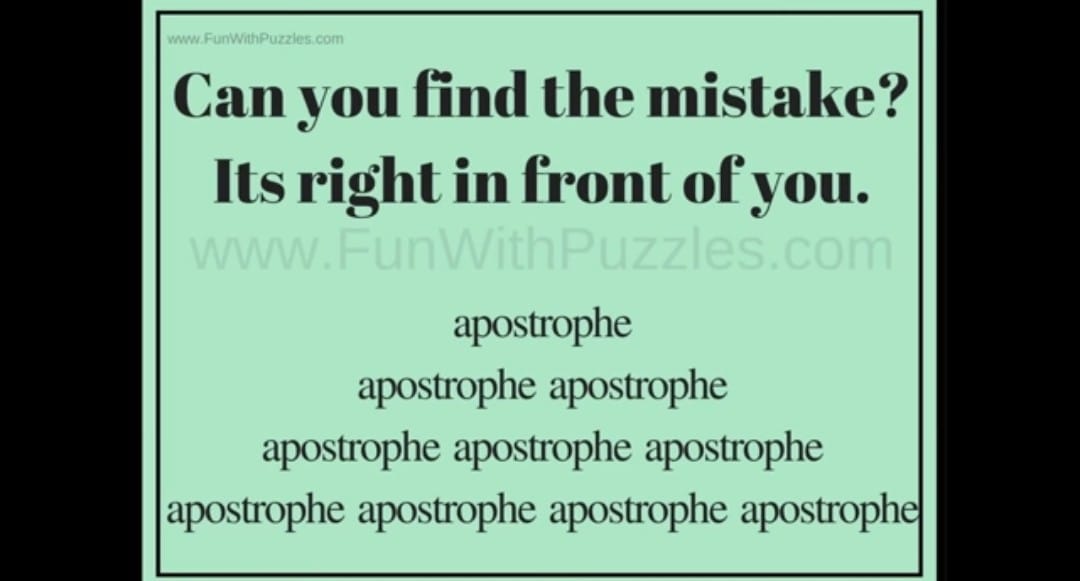 www.FunWithPuzzles.com
Can you find the mistake?
Its right in front of you.
www.FunWithPuzzles.com
apostrophe
apostrophe apostrophe
apostrophe apostrophe apostrophe
apostrophe apostrophe apostrophe apostrophe